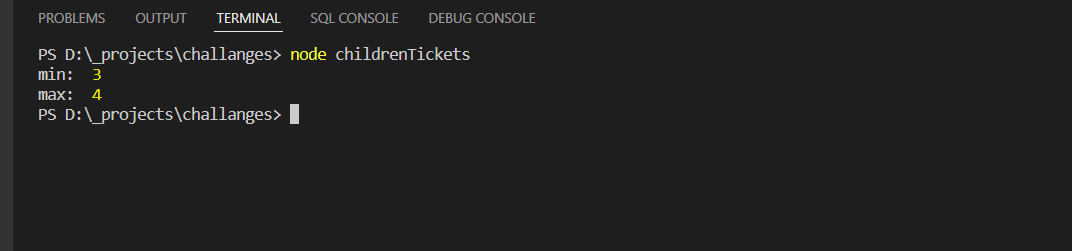 PROBLEMS OUTPUT TERMINAL SQL CONSOLE DEBUG CONSOLE
PS D:\_projects\challanges> node childrenTickets
min:  3
max:  4
PS D:\_projects\challanges>